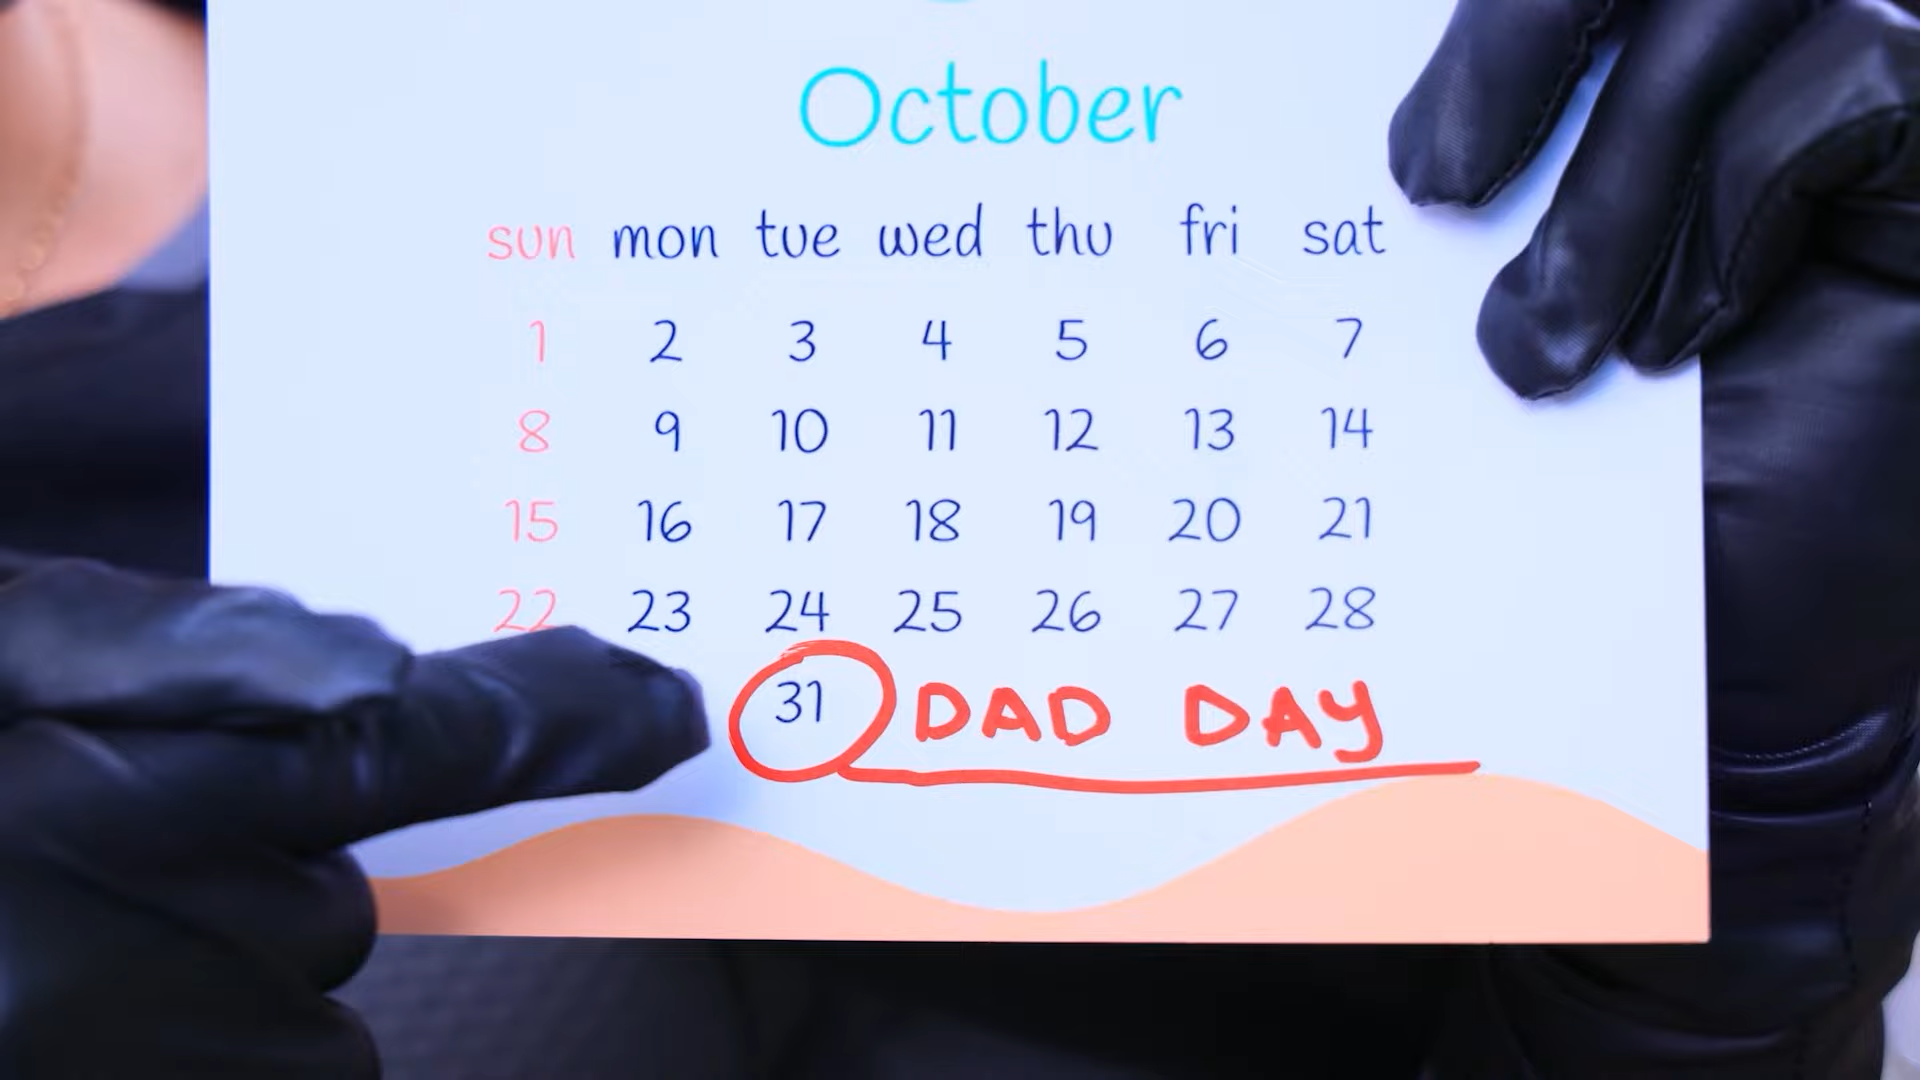 October
sun mon tue wed thu fri sat
1 2 3 4 5 6 7
8 9 10 11 12 13 14
15 16 17 18 19 20 21
22 23 24 25 26 27 28
31 DAD DAY